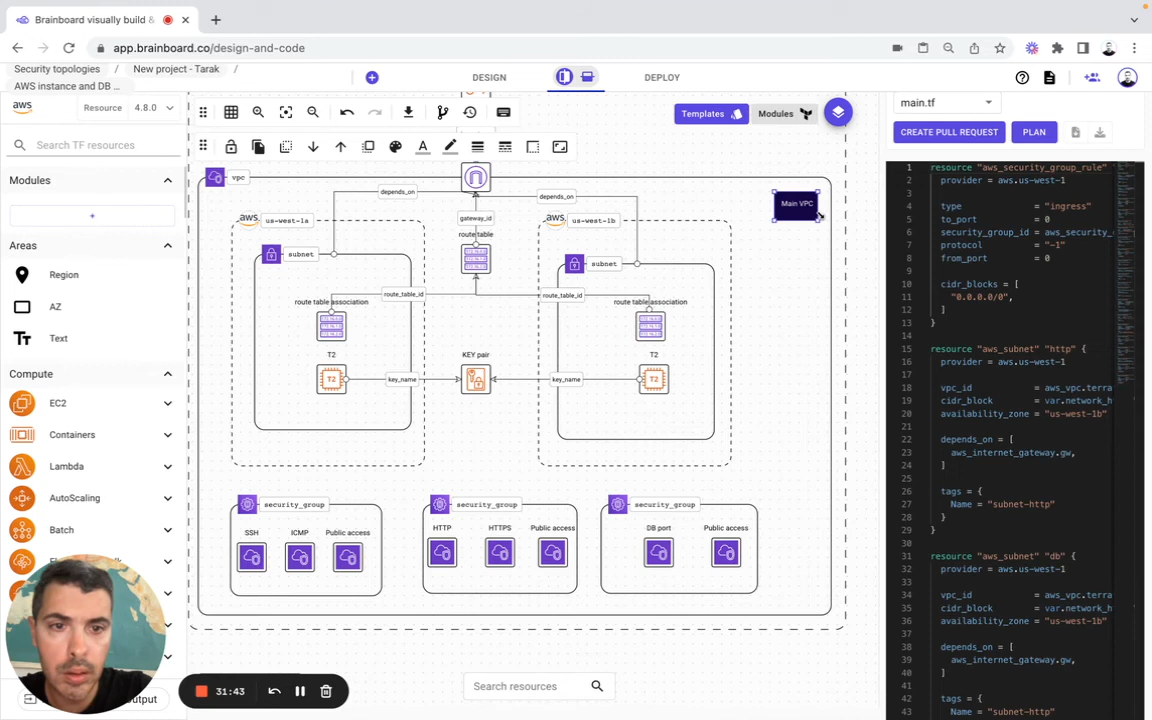 Brainboard visually build &
app.brainboard.co/design-and-code
Security topologies / New project - Tarak /
AWS instance and DB ...
DESIGN
DEPLOY
aws
Resource 4.8.0
Search TF resources
Modules
+
Areas
Region
AZ
Text
Compute
EC2
Containers
Lambda
AutoScaling
Batch
Templates
Modules
vpc
Main VPC
depends_on
depends_on
gateway_id
route table
aws
us-west-1a
aws
us-west-1b
subnet
subnet
route_table_id
route_table_id
route table association
route table association
T2
KEY pair
T2
T2
key_name
key_name
T2
security_group
security_group
security_group
SSH
ICMP
Public access
HTTP
HTTPS
Public access
DB port
Public access
Search resources
31:43
main.tf
CREATE PULL REQUEST
PLAN
1 resource "aws_security_group_rule"
2 provider = aws.us-west-1
3
4 type = "ingress"
5 to_port = 0
6 security_group_id = aws_security_
7 protocol = "-1"
8 from_port = 0
9
10 cidr_blocks = [
11 "0.0.0.0/0",
12 ]
13 }
14
15 resource "aws_subnet" "http" {
16 provider = aws.us-west-1
17
18 vpc_id = aws_vpc.terra
19 cidr_block = var.network_h
20 availability_zone = "us-west-1b"
21
22 depends_on = [
23 aws_internet_gateway.gw,
24 ]
25
26 tags = {
27 Name = "subnet-http"
28 }
29 }
30
31 resource "aws_subnet" "db" {
32 provider = aws.us-west-1
33
34 vpc_id = aws_vpc.terra
35 cidr_block = var.network_
36 availability_zone = "us-west-1b"
37
38 depends_on = [
39 aws_internet_gateway.gw,
40 ]
41
42 tags = {
43 Name = "subnet-http"